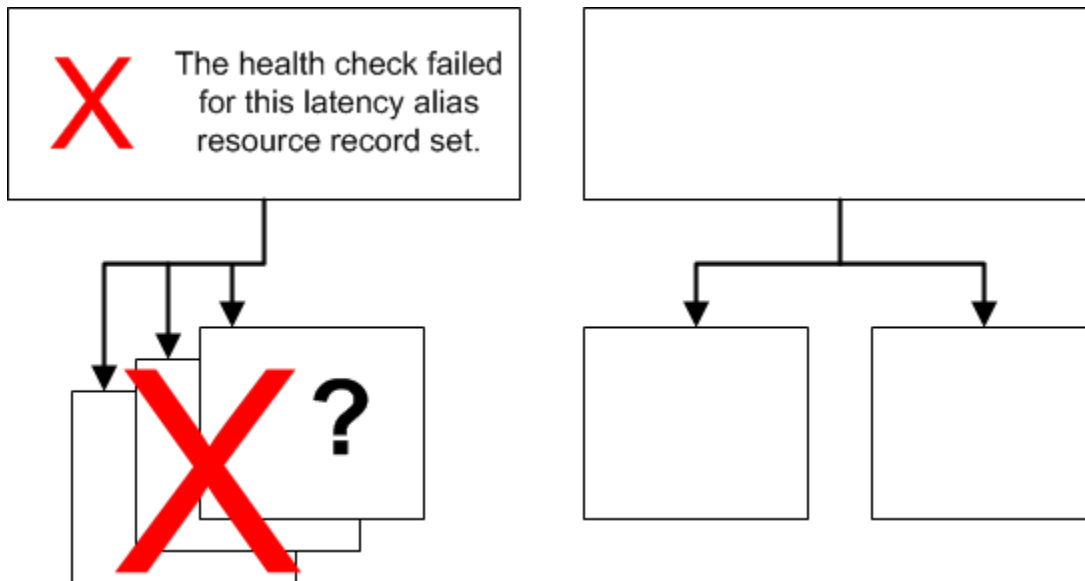 The health check failed
for this latency alias
resource record set.
?